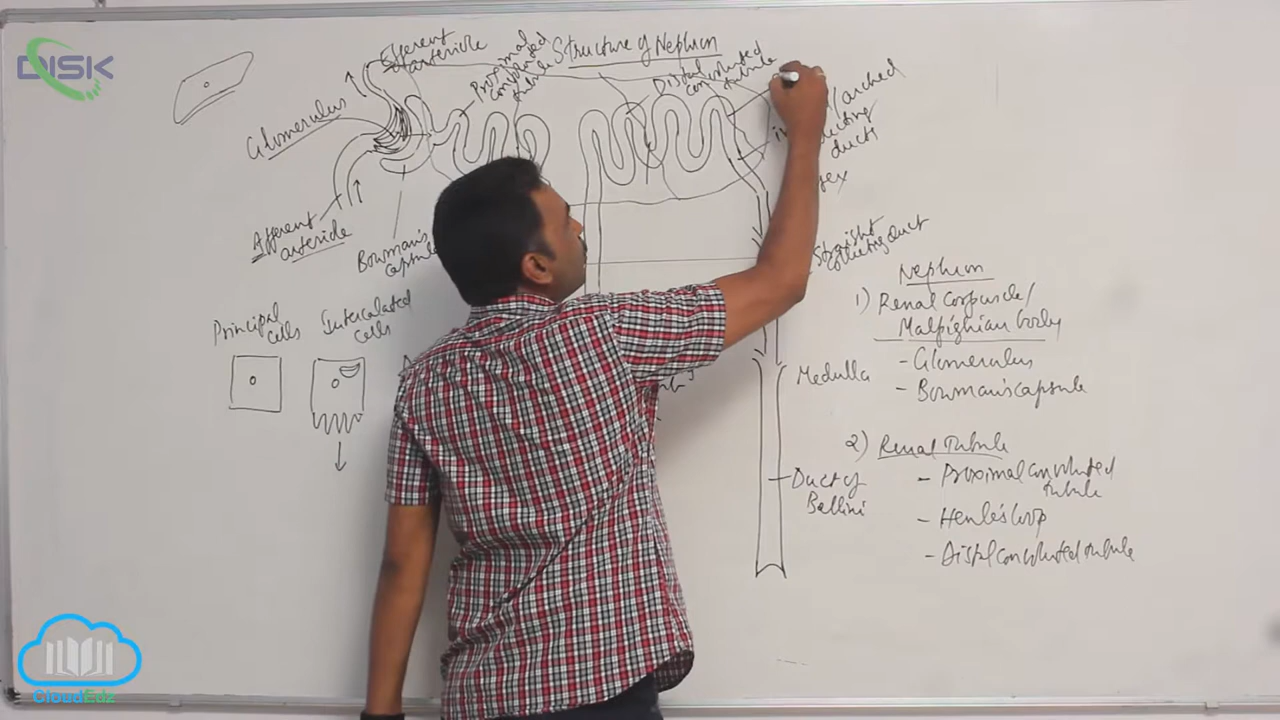 DISK
Structure of Nephron
Efferent
arteriole
Proximal
convoluted
tubule
Distal
convoluted
tubule
Glomerulus
arched
ducts
Afferent
arteriole
Bowman's
capsule
Straight
collecting duct
Principal
cells
Intercalated
cells
Medulla
Duct of
Bellini
Nephron
1) Renal Corpuscle/
Malpighian body
- Glomerulus
- Bowman's capsule
2) Renal Tubule
- Proximal convoluted
tubule
- Henle's loop
- Distal convoluted tubule
CloudEdz